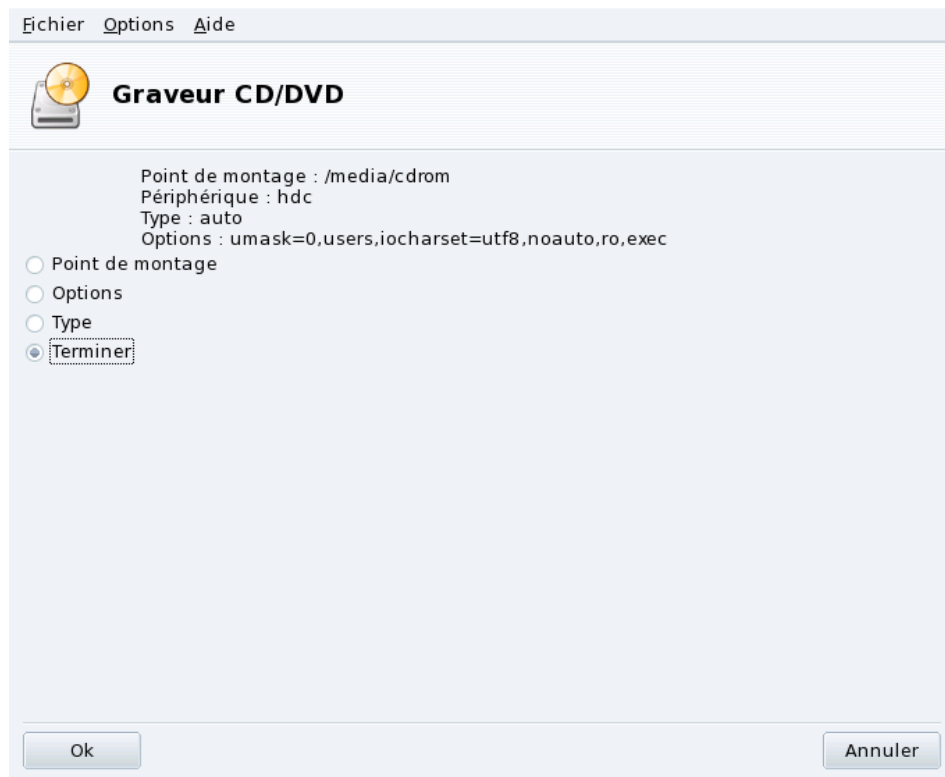 Fichier Options Aide
Graveur CD/DVD
Point de montage : /media/cdrom
Périphérique : hdc
Type : auto
Options : umask=0,users,iocharset=utf8,noauto,ro,exec
Point de montage
Options
Type
Terminer
Ok Annuler